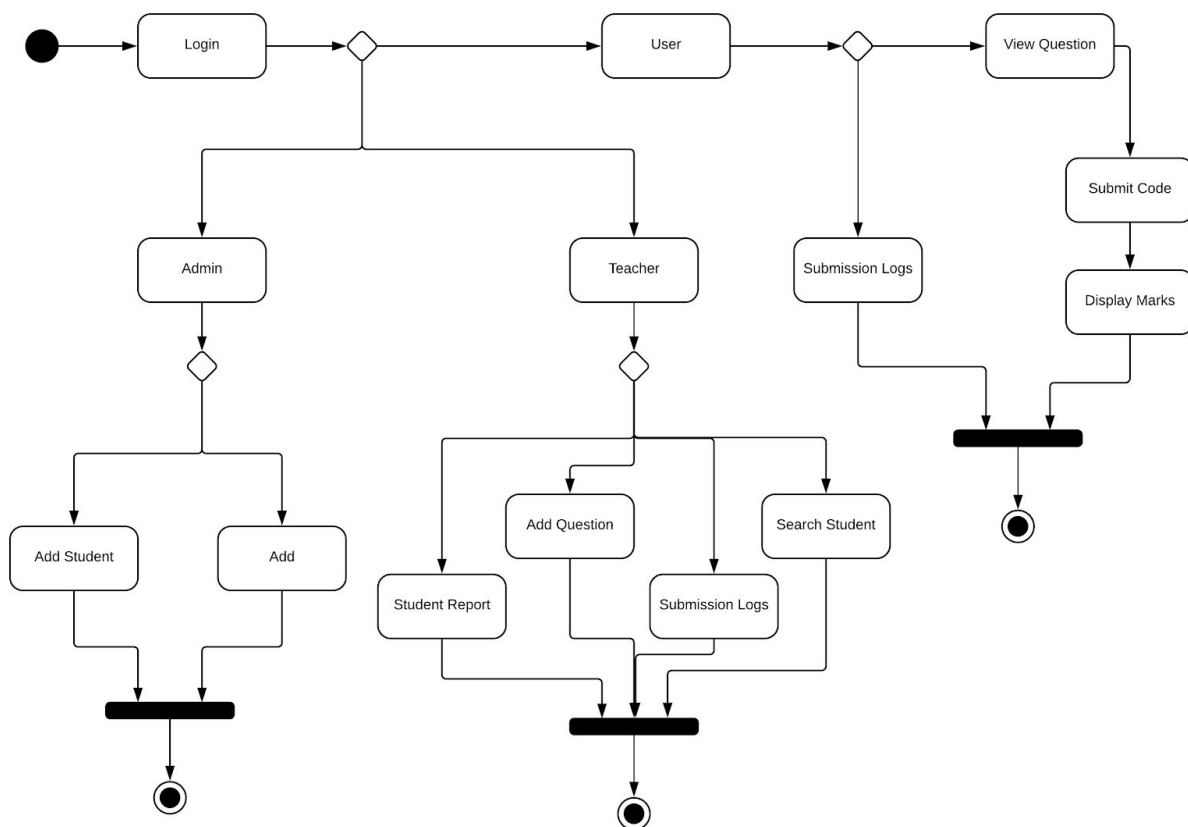 Login
User
View Question
Submit Code
Admin
Teacher
Submission Logs
Display Marks
Add Question
Search Student
Add Student
Add
Student Report
Submission Logs